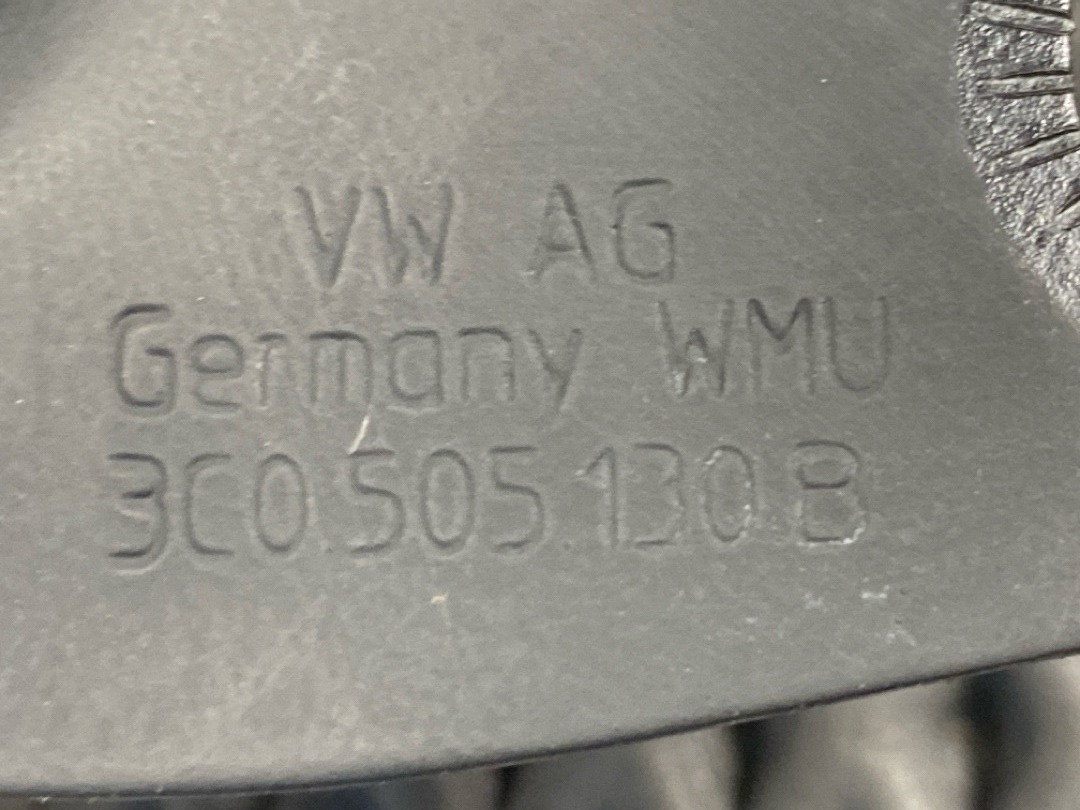 VW AG
Germany WMU
3C0.505.130.B